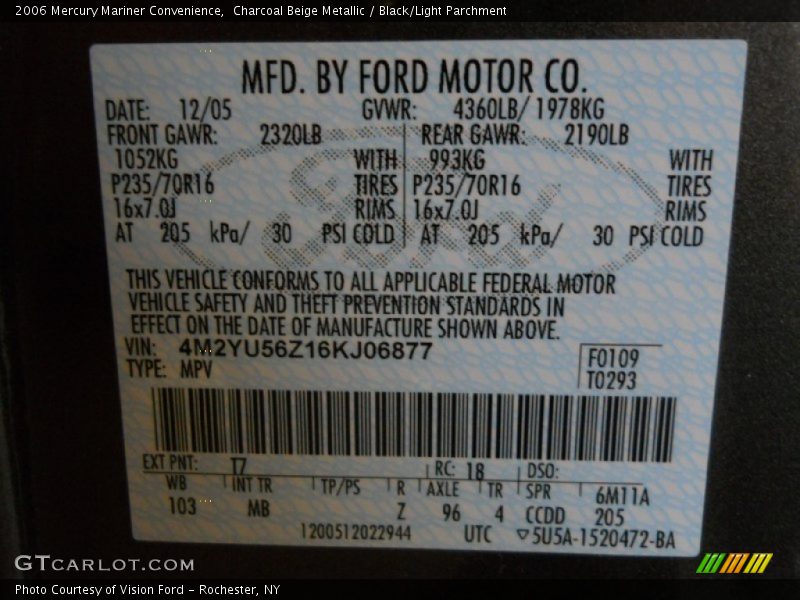 2006 Mercury Mariner Convenience,  Charcoal Beige Metallic / Black/Light Parchment
MFD. BY FORD MOTOR CO.
DATE: 12/05 GVWR: 4360LB/ 1978KG
FRONT GAWR: 2320LB REAR GAWR: 2190LB
1052KG WITH 993KG WITH
P235/70R16 TIRES P235/70R16 TIRES
16x7.0J RIMS 16x7.0J RIMS
AT 205 kPa/ 30 PSI COLD AT 205 kPa/ 30 PSI COLD
Ford
THIS VEHICLE CONFORMS TO ALL APPLICABLE FEDERAL MOTOR
VEHICLE SAFETY AND THEFT PREVENTION STANDARDS IN
EFFECT ON THE DATE OF MANUFACTURE SHOWN ABOVE.
VIN: 4M2YU56Z16KJ06877
TYPE: MPV
F0109
T0293
EXT PNT: T7 RC: 18 DSO:
WB INT TR TP/PS R AXLE TR SPR 6M11A
103 MB Z 96 4 CCDD 205
1200512022944 UTC ▽5U5A-1520472-BA
GTCARLOT.COM
Photo Courtesy of Vision Ford – Rochester, NY